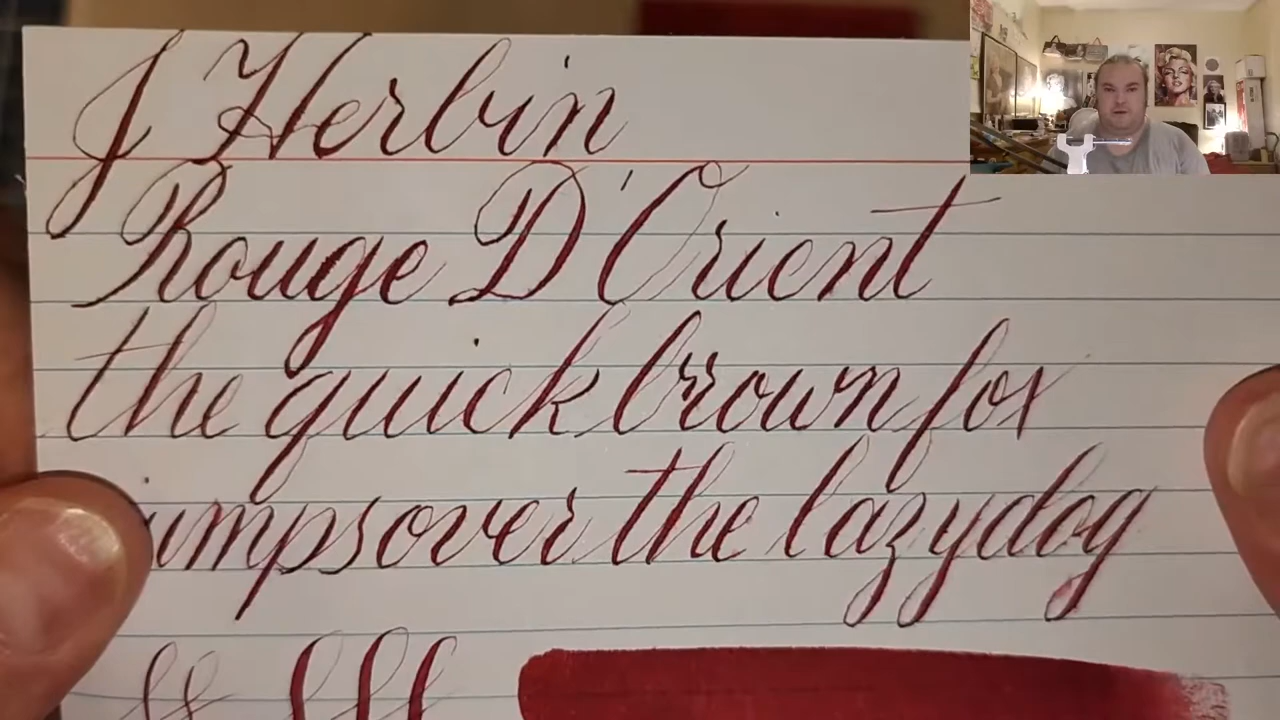 J Herbin
Rouge D'Orient
the quick brown fox
umps over the lazy dog